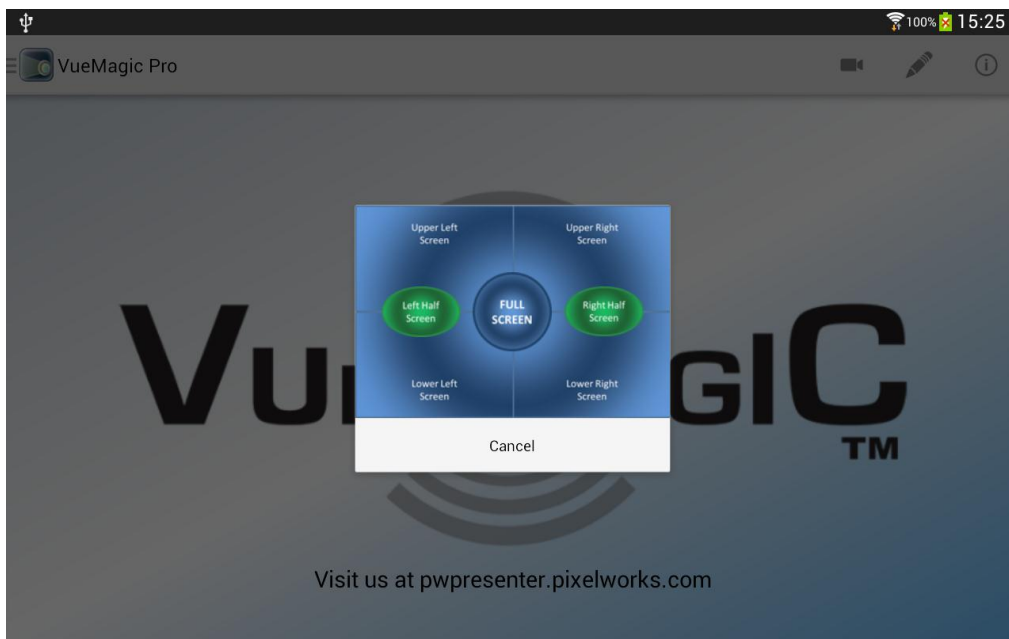 100% 15:25
VueMagic Pro
Upper Left
Screen
Upper Right
Screen
Left Half
Screen
FULL
SCREEN
Right Half
Screen
Lower Left
Screen
Lower Right
Screen
Cancel
TM
Visit us at pwpresenter.pixelworks.com